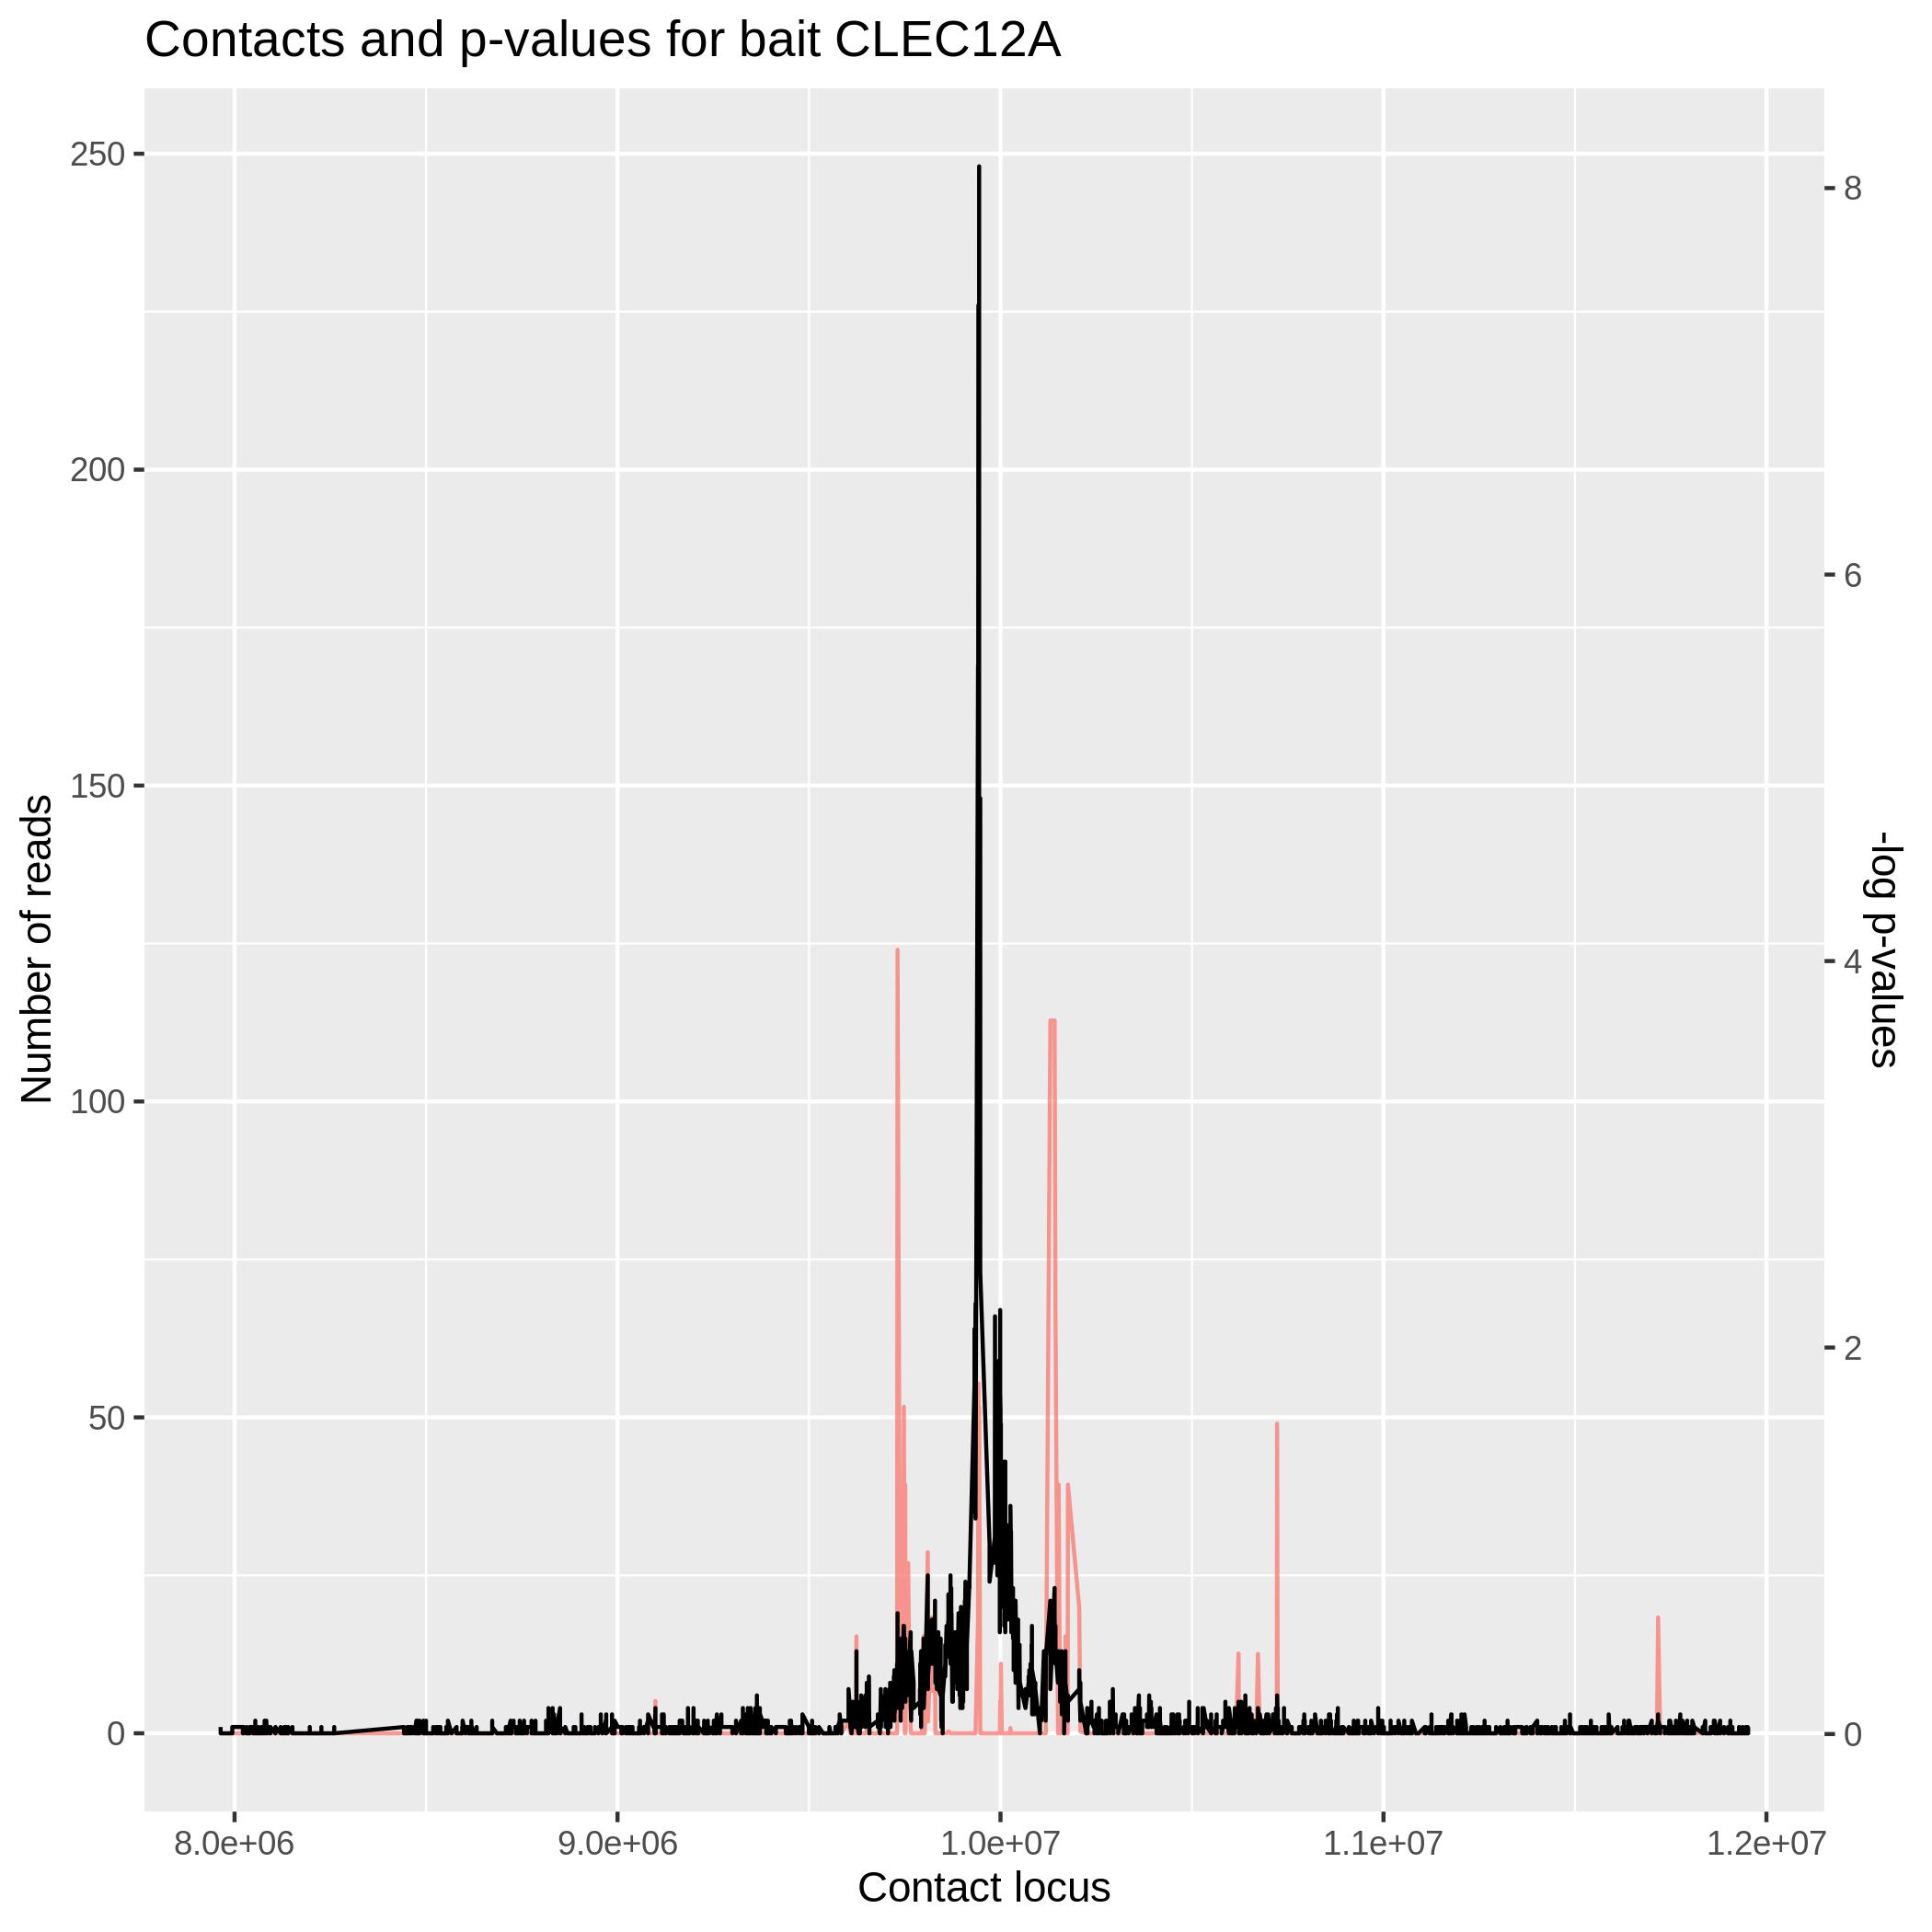 Contacts and p-values for bait CLEC12A
Number of reads
250
200
150
100
50
0
8
6
4
2
0
-log p-values
8.0e+06 9.0e+06 1.0e+07 1.1e+07 1.2e+07
Contact locus